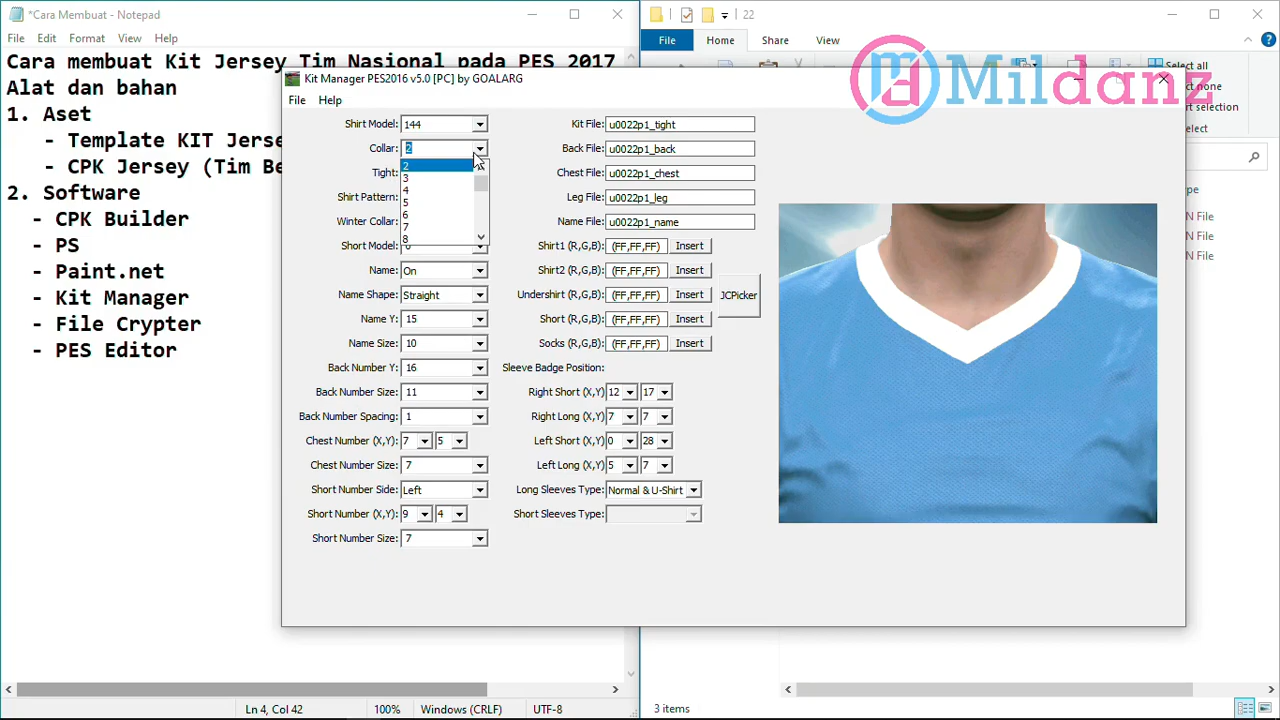 *Cara Membuat - Notepad
File Edit Format View Help
Cara membuat Kit Jersey Tim Nasional pada PES 2017
Alat dan bahan
1. Aset
- Template KIT Jers
- CPK Jersey (Tim Be
2. Software
- CPK Builder
- PS
- Paint.net
- Kit Manager
- File Crypter
- PES Editor
Ln 4, Col 42 100% Windows (CRLF) UTF-8
22
File Home Share View
Mildanz
Select all
ect none
rt selection
elect
ype
NG File
NG File
N File
3 items
Kit Manager PES2016 v5.0 [PC] by GOALARG
File Help
Shirt Model: 144
Collar: 2
2
3
4
5
6
7
8
Tight:
Shirt Pattern:
Winter Collar:
Short Model:
Name: On
Name Shape: Straight
Name Y: 15
Name Size: 10
Back Number Y: 16
Back Number Size: 11
Back Number Spacing: 1
Chest Number (X,Y): 7 5
Chest Number Size: 7
Short Number Side: Left
Short Number (X,Y): 9 4
Short Number Size: 7
Kit File: u0022p1_tight
Back File: u0022p1_back
Chest File: u0022p1_chest
Leg File: u0022p1_leg
Name File: u0022p1_name
Shirt1 (R,G,B): (FF,FF,FF) Insert
Shirt2 (R,G,B): (FF,FF,FF) Insert
Undershirt (R,G,B): (FF,FF,FF) Insert
Short (R,G,B): (FF,FF,FF) Insert
Socks (R,G,B): (FF,FF,FF) Insert
JCPicker
Sleeve Badge Position:
Right Short (X,Y) 12 17
Right Long (X,Y) 7 7
Left Short (X,Y) 0 28
Left Long (X,Y) 5 7
Long Sleeves Type: Normal & U-Shirt
Short Sleeves Type: